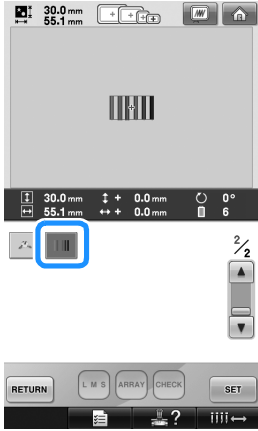 30.0 mm
55.1 mm
30.0 mm + 0.0 mm 0°
55.1 mm + 0.0 mm 6
2/2
RETURN L M S ARRAY CHECK SET
?